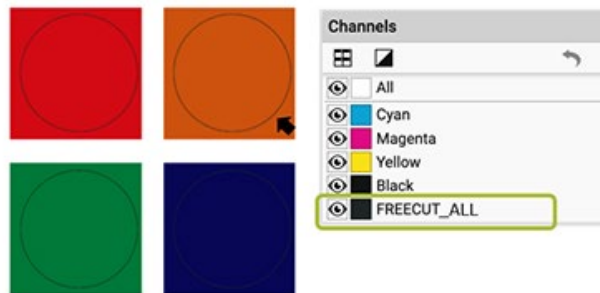 Channels
All
Cyan
Magenta
Yellow
Black
FREECUT_ALL